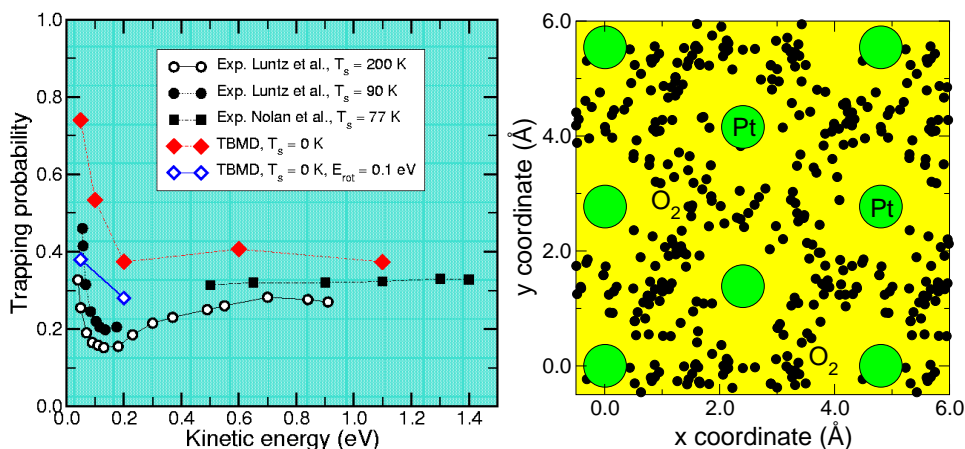 Trapping probability
1.0
0.8
0.6
0.4
0.2
0.0
Exp. Luntz et al., Ts = 200 K
Exp. Luntz et al., Ts = 90 K
Exp. Nolan et al., Ts = 77 K
TBMD, Ts = 0 K
TBMD, Ts = 0 K, Erot = 0.1 eV
0.0 0.2 0.4 0.6 0.8 1.0 1.2 1.4
Kinetic energy (eV)
y coordinate (Å)
6.0
4.0
2.0
0.0
Pt
O2
Pt
O2
0.0 2.0 4.0 6.0
x coordinate (Å)